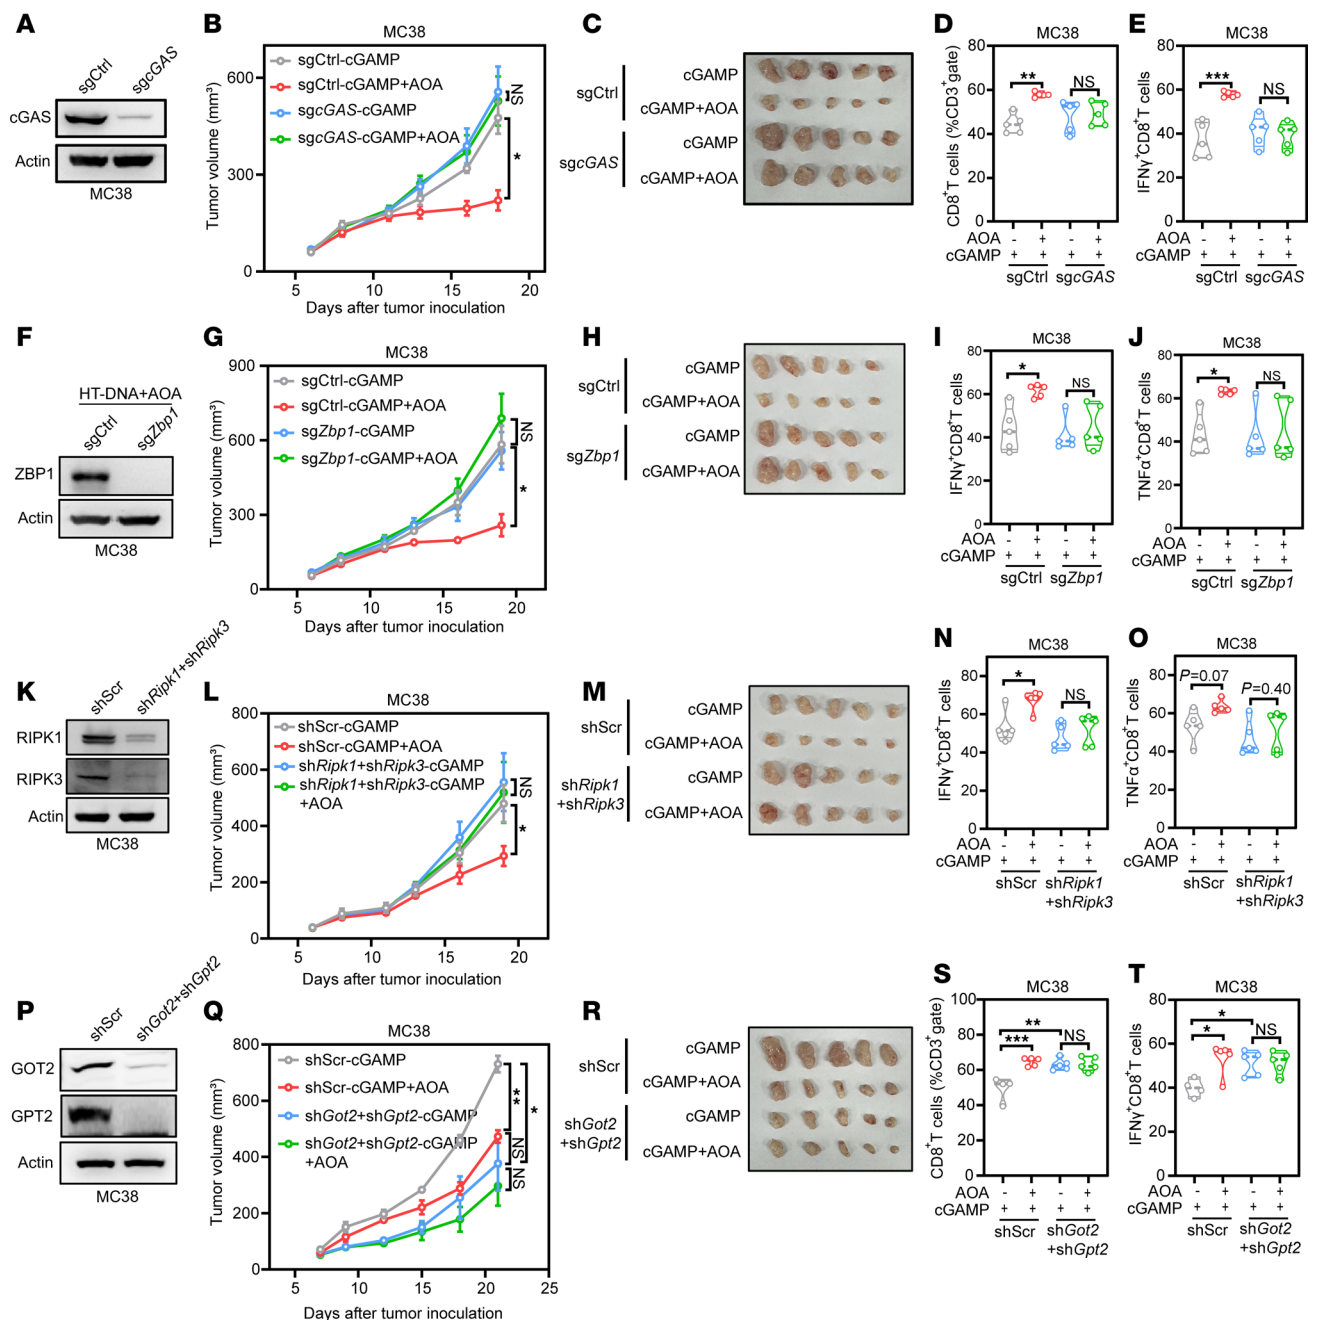 A
sgCtrl
sgcGAS
cGAS
Actin
MC38
B
MC38
Tumor volume (mm³)
600
300
0
sgCtrl-cGAMP
sgCtrl-cGAMP+AOA
sgcGAS-cGAMP
sgcGAS-cGAMP+AOA
NS
*
5 10 15 20
Days after tumor inoculation
C
sgCtrl
sgcGAS
cGAMP
cGAMP+AOA
cGAMP
cGAMP+AOA
D
MC38
CD8⁺T cells (%CD3⁺gate)
80
60
40
20
0
** NS
AOA - + - +
cGAMP + + + +
sgCtrl sgcGAS
E
MC38
IFNγ⁺CD8⁺T cells
80
60
40
20
0
*** NS
AOA - + - +
cGAMP + + + +
sgCtrl sgcGAS
F
HT-DNA+AOA
sgCtrl
sgZbp1
ZBP1
Actin
MC38
G
MC38
Tumor volume (mm³)
900
600
300
0
sgCtrl-cGAMP
sgCtrl-cGAMP+AOA
sgZbp1-cGAMP
sgZbp1-cGAMP+AOA
NS
*
5 10 15 20
Days after tumor inoculation
H
sgCtrl
sgZbp1
cGAMP
cGAMP+AOA
cGAMP
cGAMP+AOA
I
MC38
IFNγ⁺CD8⁺T cells
80
60
40
20
0
* NS
AOA - + - +
cGAMP + + + +
sgCtrl sgZbp1
J
MC38
TNFα⁺CD8⁺T cells
80
60
40
20
0
* NS
AOA - + - +
cGAMP + + + +
sgCtrl sgZbp1
K
shScr
shRipk1+shRipk3
RIPK1
RIPK3
Actin
MC38
L
MC38
Tumor volume (mm³)
800
600
400
200
0
shScr-cGAMP
shScr-cGAMP+AOA
shRipk1+shRipk3-cGAMP
shRipk1+shRipk3-cGAMP
+AOA
NS
*
5 10 15 20
Days after tumor inoculation
M
shScr
shRipk1
+shRipk3
cGAMP
cGAMP+AOA
cGAMP
cGAMP+AOA
N
MC38
IFNγ⁺CD8⁺T cells
80
60
40
20
0
* NS
AOA - + - +
cGAMP + + + +
shScr shRipk1
+shRipk3
O
MC38
TNFα⁺CD8⁺T cells
80
60
40
20
0
P=0.07
P=0.40
AOA - + - +
cGAMP + + + +
shScr shRipk1
+shRipk3
P
shScr
shGot2+shGpt2
GOT2
GPT2
Actin
MC38
Q
MC38
Tumor volume (mm³)
800
600
400
200
0
shScr-cGAMP
shScr-cGAMP+AOA
shGot2+shGpt2-cGAMP
shGot2+shGpt2-cGAMP
+AOA
**
*
NS
NS
5 10 15 20 25
Days after tumor inoculation
R
shScr
shGot2
+shGpt2
cGAMP
cGAMP+AOA
cGAMP
cGAMP+AOA
S
MC38
CD8⁺T cells (%CD3⁺gate)
100
80
60
40
20
0
**
*** NS
AOA - + - +
cGAMP + + + +
shScr shGot2
+shGpt2
T
MC38
IFNγ⁺CD8⁺T cells
80
60
40
20
0
*
* NS
AOA - + - +
cGAMP + + + +
shScr shGot2
+shGpt2